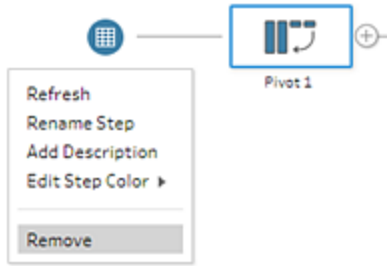 Pivot 1
Refresh
Rename Step
Add Description
Edit Step Color
Remove